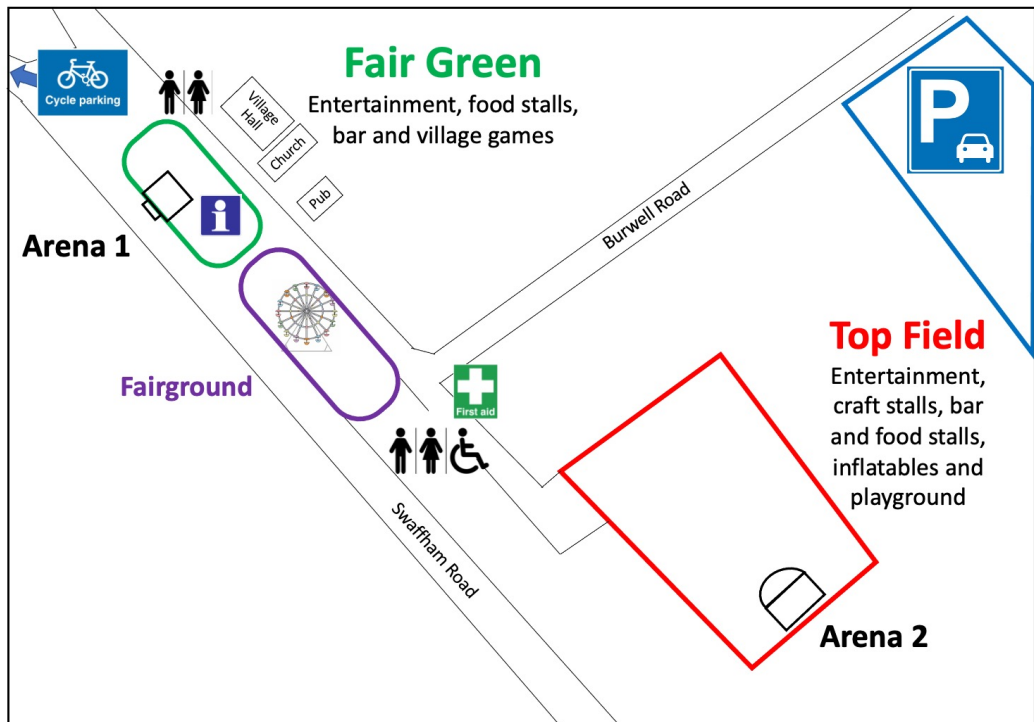 Cycle parking
Fair Green
Entertainment, food stalls,
bar and village games
Village
Hall
Church
Pub
i
Arena 1
Fairground
Burwell Road
P
First aid
Swaffham Road
Top Field
Entertainment,
craft stalls, bar
and food stalls,
inflatables and
playground
Arena 2